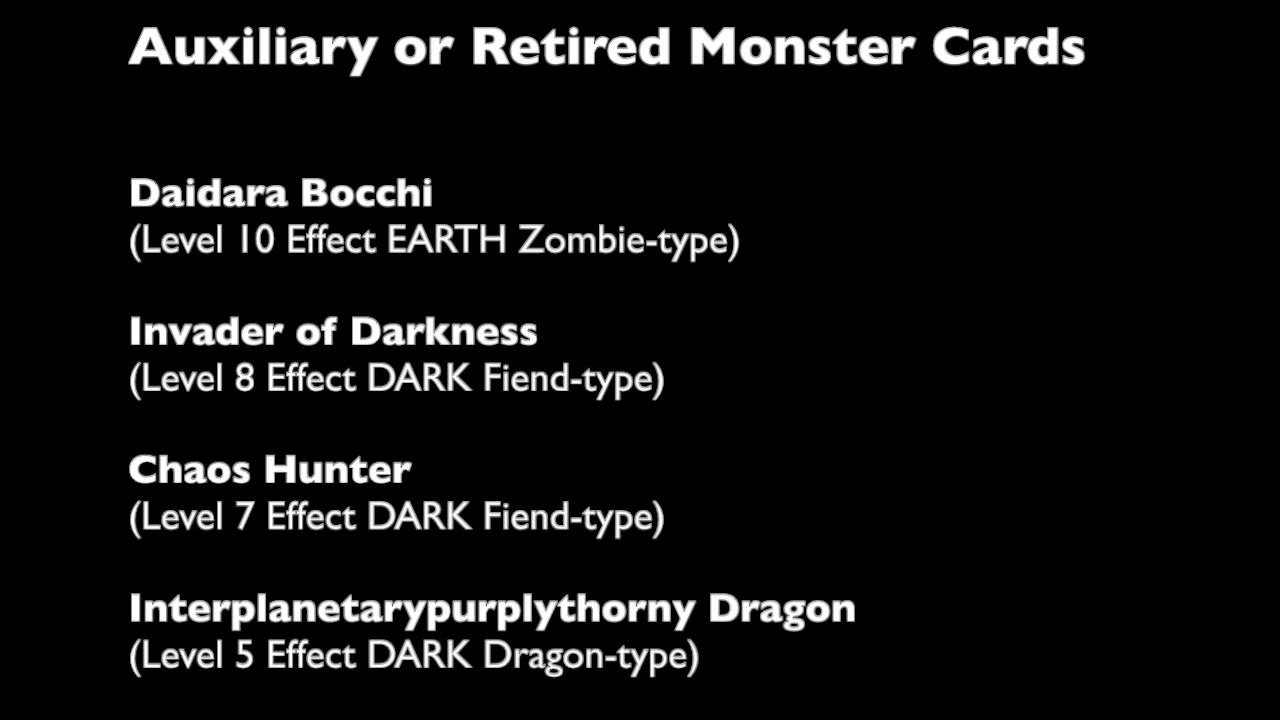 Auxiliary or Retired Monster Cards
Daidara Bocchi
(Level 10 Effect EARTH Zombie-type)
Invader of Darkness
(Level 8 Effect DARK Fiend-type)
Chaos Hunter
(Level 7 Effect DARK Fiend-type)
Interplanetarypurplythorny Dragon
(Level 5 Effect DARK Dragon-type)